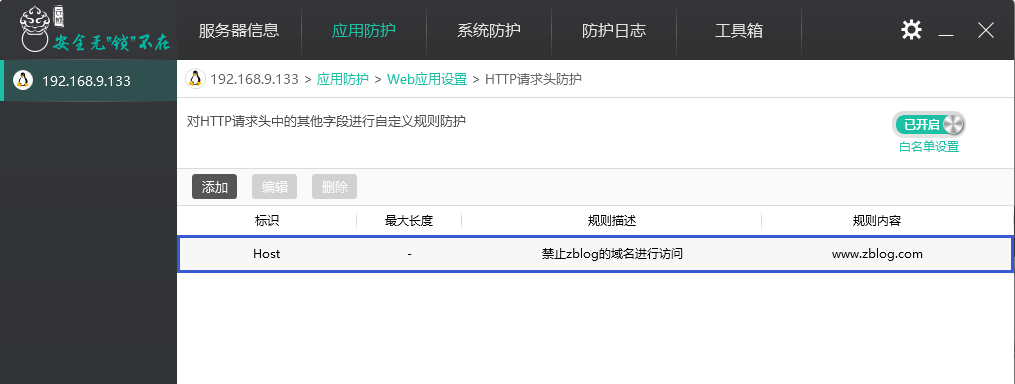 服务器信息 应用防护 系统防护 防护日志 工具箱
安全无“锁”不在
192.168.9.133
192.168.9.133 > 应用防护 > Web应用设置 > HTTP请求头防护
对HTTP请求头中的其他字段进行自定义规则防护
已开启
白名单设置
添加 编辑 删除
标识 最大长度 规则描述 规则内容
Host - 禁止zblog的域名进行访问 www.zblog.com